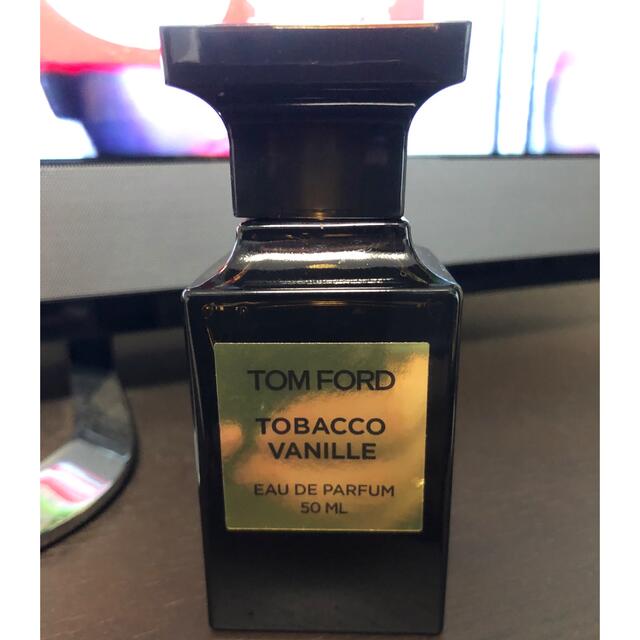 TOM FORD
TOBACCO
VANILLE
EAU DE PARFUM
50 ML